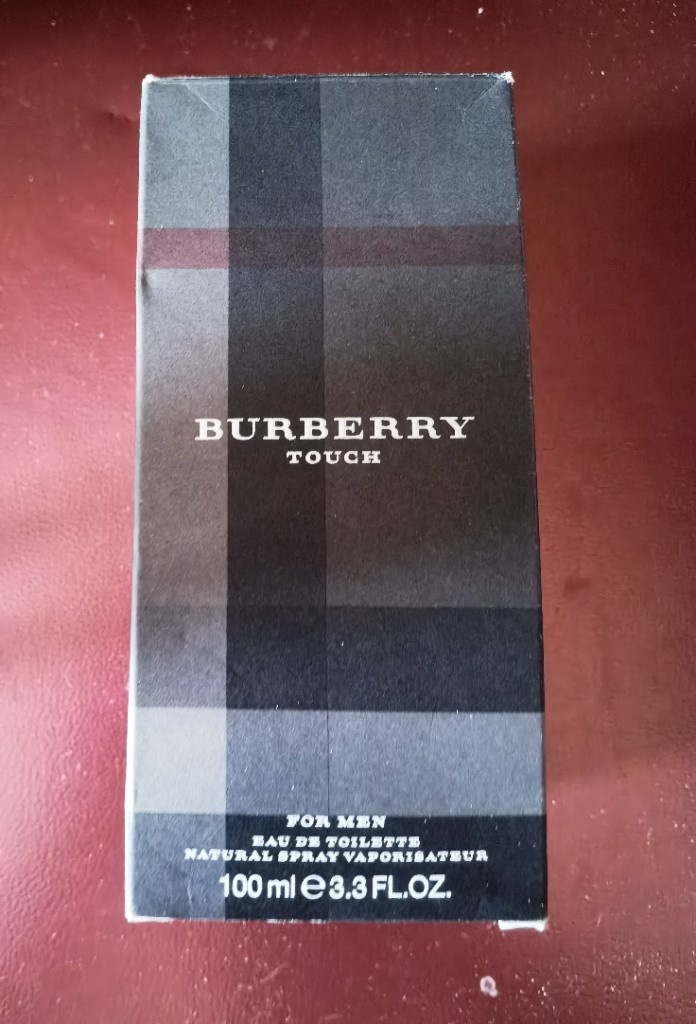 BURBERRY
TOUCH
FOR MEN
EAU DE TOILETTE
NATURAL SPRAY VAPORISATEUR
100 ml e 3.3 FL.OZ.